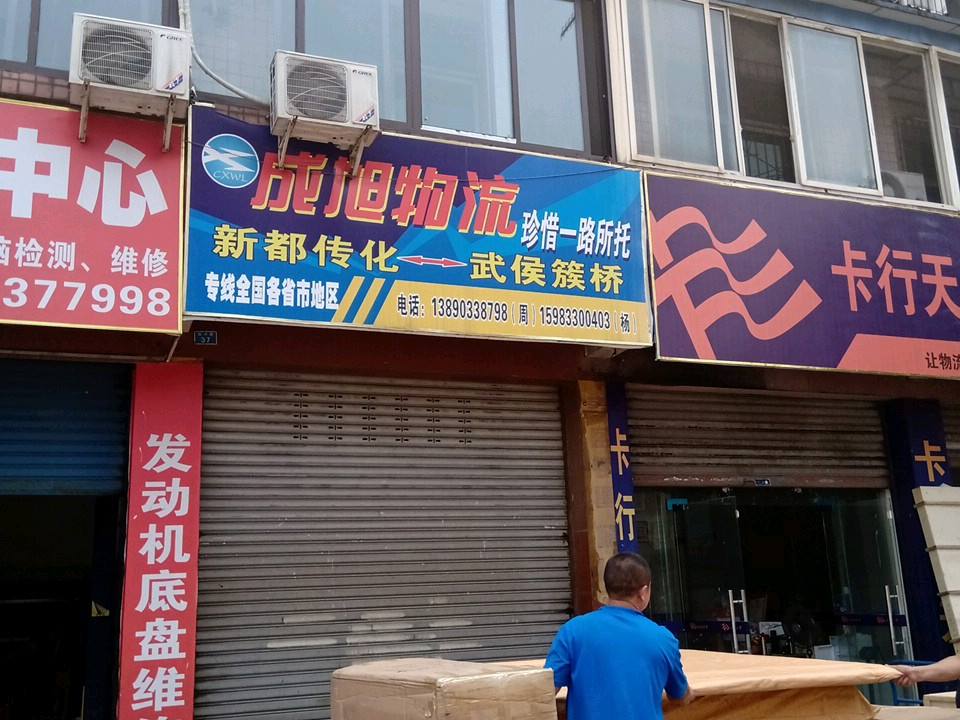 中心
检测、维修
377998
CXWL
成旭物流
珍惜一路所托
新都传化
武侯簇桥
专线全国各省市地区
电话：13890338798（周）15983300403（杨）
37
卡行天
让物流
发动机底盘维
卡行
卡
GREE